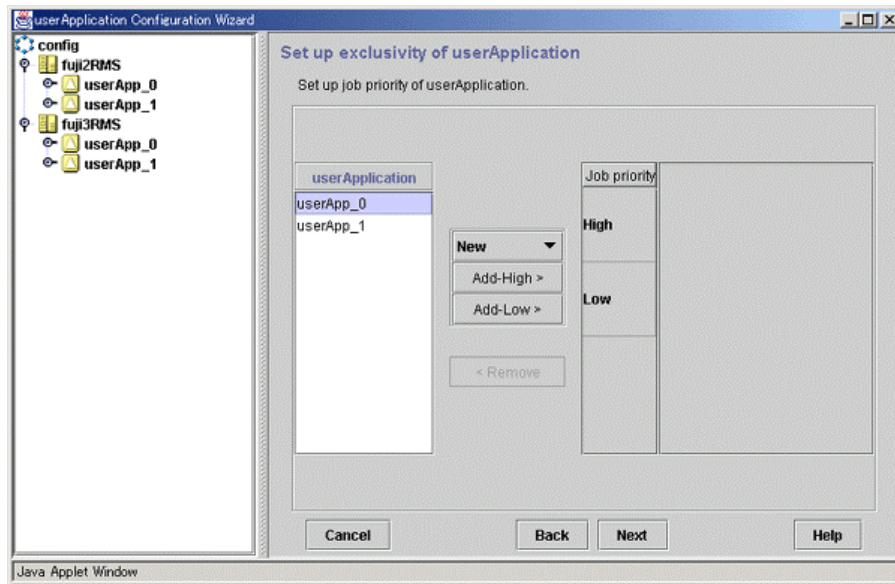 userApplication Configuration Wizard
config
fuji2RMS
userApp_0
userApp_1
fuji3RMS
userApp_0
userApp_1
Set up exclusivity of userApplication
Set up job priority of userApplication.
userApplication
userApp_0
userApp_1
New
Add-High >
Add-Low >
< Remove
Job priority
High
Low
Cancel
Back
Next
Help
Java Applet Window